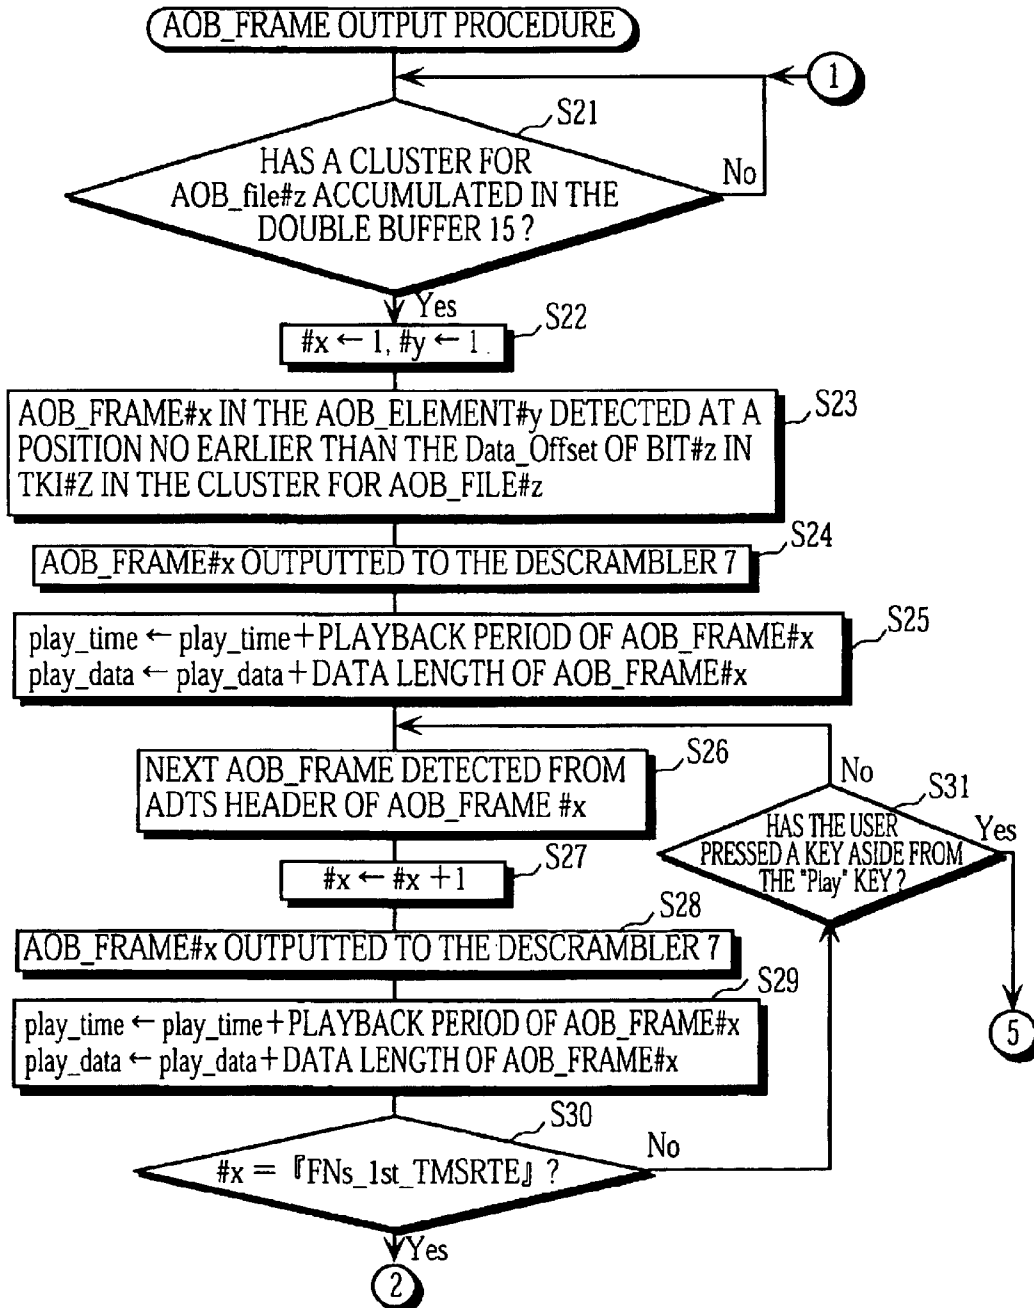 AOB_FRAME OUTPUT PROCEDURE
1
S21
HAS A CLUSTER FOR
AOB_file#z ACCUMULATED IN THE
DOUBLE BUFFER 15 ?
No
Yes
S22
#x ← 1, #y ← 1
S23
AOB_FRAME#x IN THE AOB_ELEMENT#y DETECTED AT A
POSITION NO EARLIER THAN THE Data_Offset OF BIT#z IN
TKI#Z IN THE CLUSTER FOR AOB_FILE#z
S24
AOB_FRAME#x OUTPUTTED TO THE DESCRAMBLER 7
S25
play_time ← play_time+PLAYBACK PERIOD OF AOB_FRAME#x
play_data ← play_data+DATA LENGTH OF AOB_FRAME#x
S26
NEXT AOB_FRAME DETECTED FROM
ADTS HEADER OF AOB_FRAME #x
No
S31
HAS THE USER
PRESSED A KEY ASIDE FROM
THE "Play" KEY ?
Yes
S27
#x ← #x +1
S28
AOB_FRAME#x OUTPUTTED TO THE DESCRAMBLER 7
S29
play_time ← play_time+PLAYBACK PERIOD OF AOB_FRAME#x
play_data ← play_data+DATA LENGTH OF AOB_FRAME#x
5
S30
#x = 『FNs_1st_TMSRTE』 ?
No
Yes
2